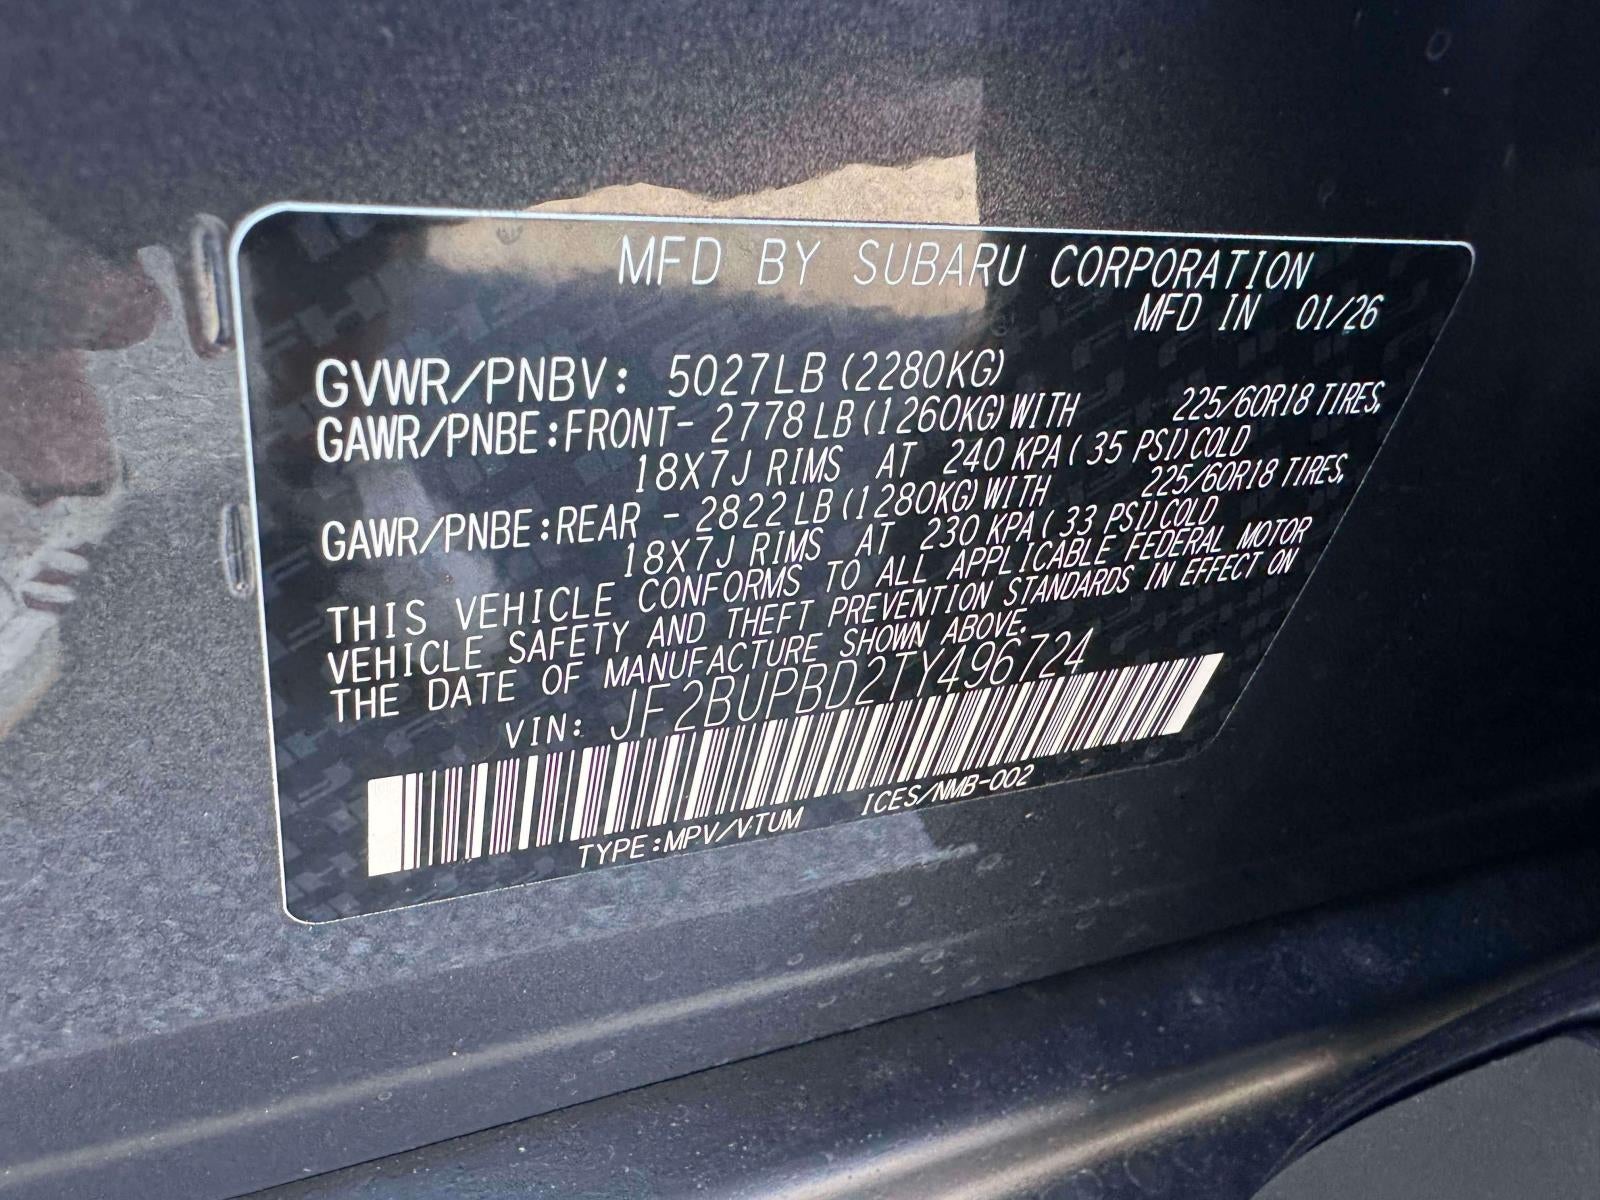 MFD BY SUBARU CORPORATION
MFD IN 01/26
GVWR/PNBV: 5027LB (2280KG)
GAWR/PNBE:FRONT- 2778LB (1260KG) WITH 225/60R18 TIRES,
18X7J RIMS AT 240 KPA ( 35 PSI) COLD
GAWR/PNBE:REAR - 2822LB (1280KG) WITH 225/60R18 TIRES,
18X7J RIMS AT 230 KPA ( 33 PSI) COLD
THIS VEHICLE CONFORMS TO ALL APPLICABLE FEDERAL MOTOR
VEHICLE SAFETY AND THEFT PREVENTION STANDARDS IN EFFECT ON
THE DATE OF MANUFACTURE SHOWN ABOVE.
VIN: JF2BUPBD2TY496724
TYPE:MPV/VTUM ICES/NMB-002